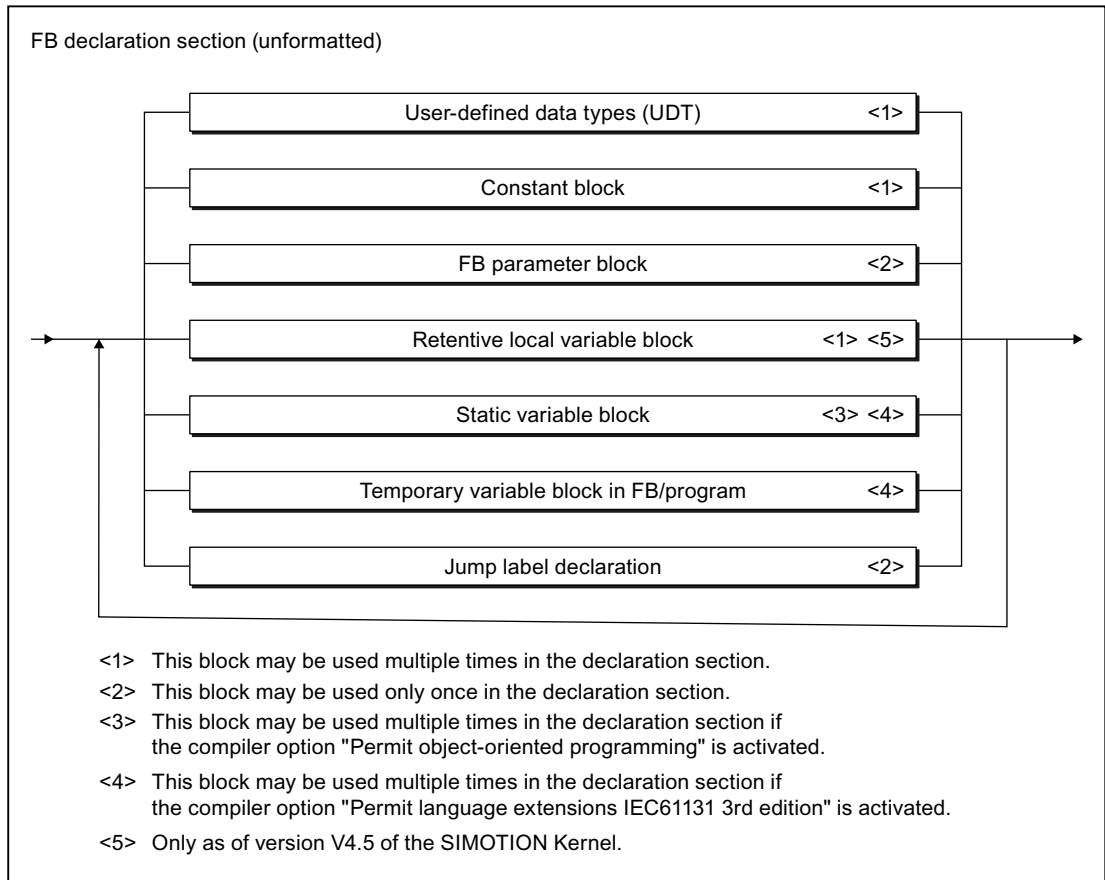 FB declaration section (unformatted)
User-defined data types (UDT) <1>
Constant block <1>
FB parameter block <2>
Retentive local variable block <1> <5>
Static variable block <3> <4>
Temporary variable block in FB/program <4>
Jump label declaration <2>
<1> This block may be used multiple times in the declaration section.
<2> This block may be used only once in the declaration section.
<3> This block may be used multiple times in the declaration section if
the compiler option "Permit object-oriented programming" is activated.
<4> This block may be used multiple times in the declaration section if
the compiler option "Permit language extensions IEC61131 3rd edition" is activated.
<5> Only as of version V4.5 of the SIMOTION Kernel.